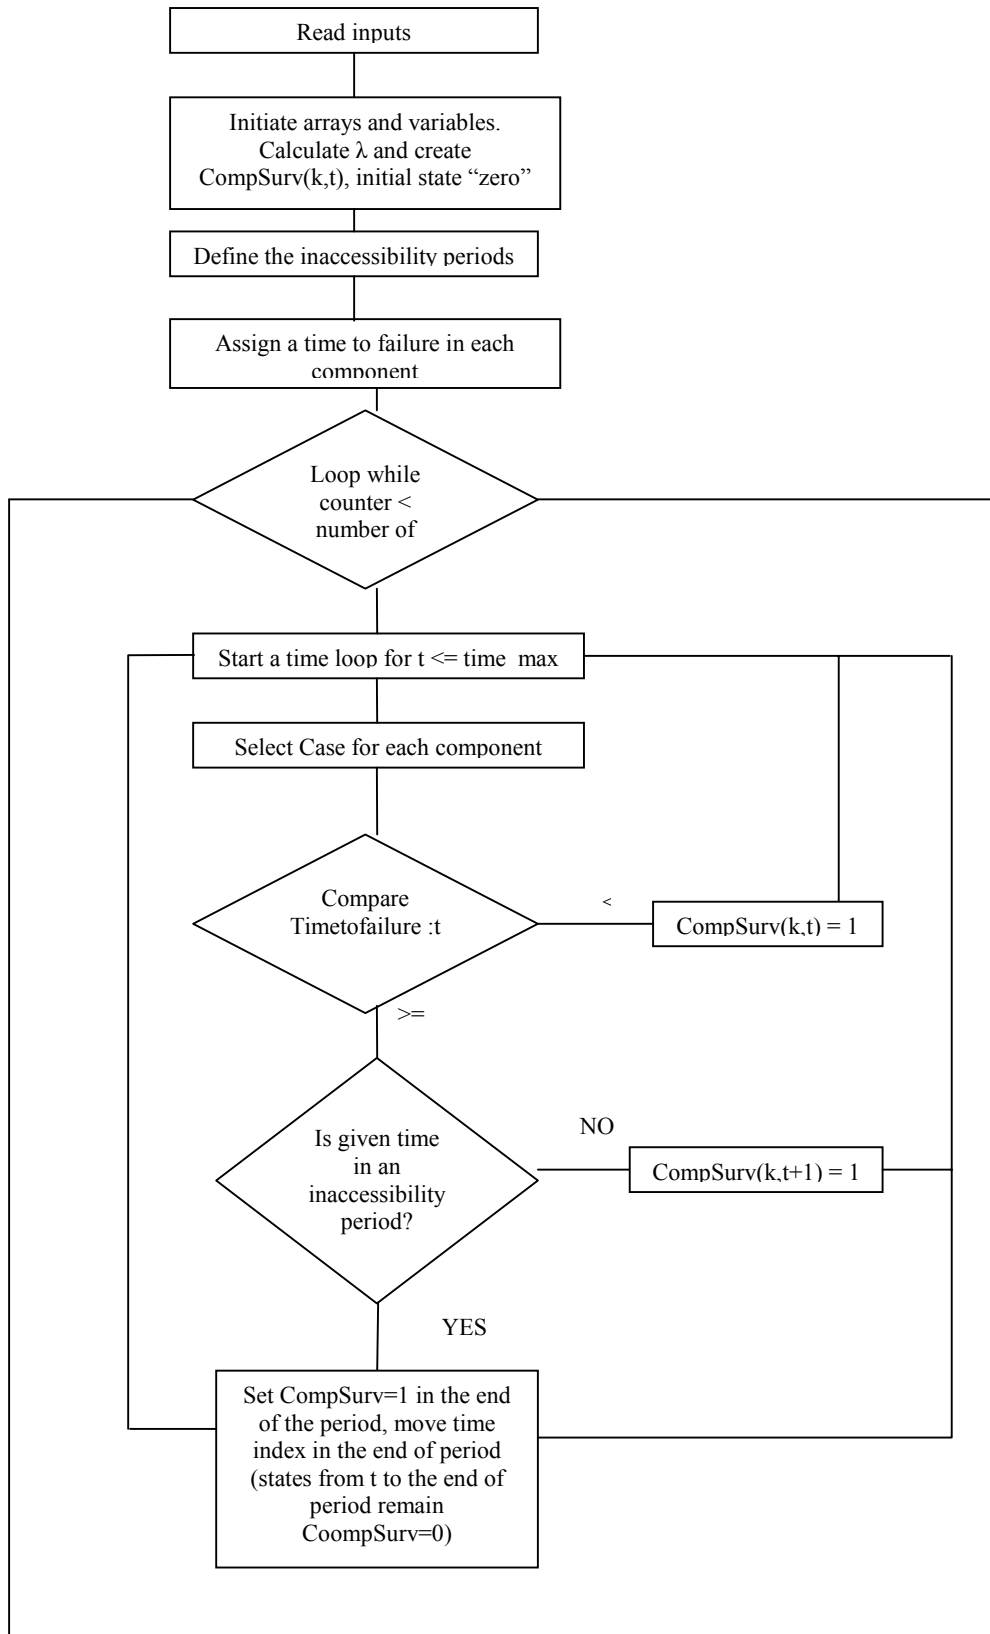 Read inputs
Initiate arrays and variables.
Calculate λ and create
CompSurv(k,t), initial state “zero”
Define the inaccessibility periods
Assign a time to failure in each
component
Loop while
counter <
number of
Start a time loop for t <= time_max
Select Case for each component
Compare
Timetofailure :t
<
CompSurv(k,t) = 1
>=
Is given time
in an
inaccessibility
period?
NO
CompSurv(k,t+1) = 1
YES
Set CompSurv=1 in the end
of the period, move time
index in the end of period
(states from t to the end of
period remain
CoompSurv=0)